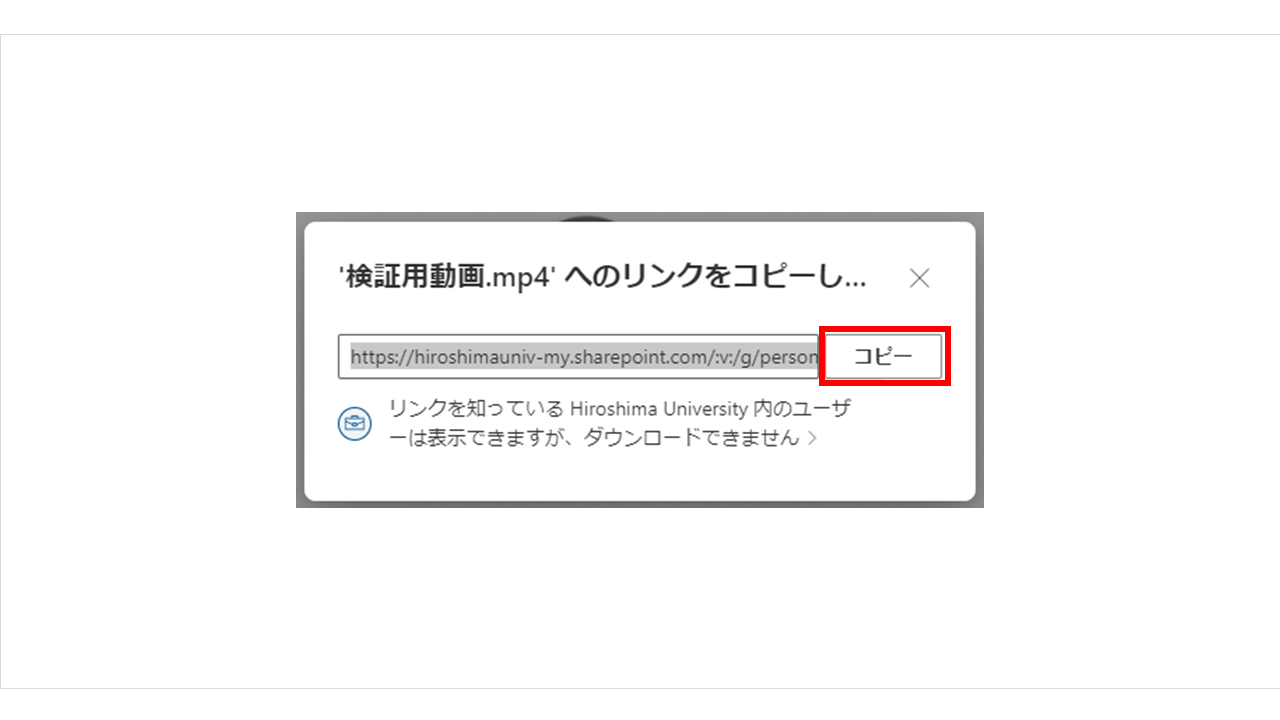 '検証用動画.mp4' へのリンクをコピーし...
https://hiroshimauniv-my.sharepoint.com/:v:/g/person
コピー
リンクを知っている Hiroshima University 内のユーザ
ーは表示できますが、ダウンロードできません >